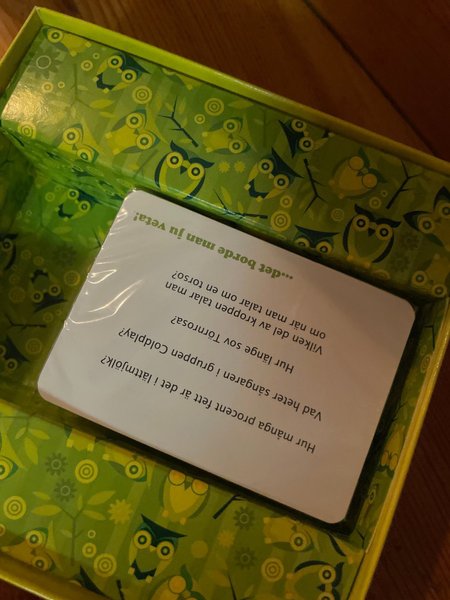 Hur många procent fett är det i lättmjölk?
Vad heter sångaren i gruppen Coldplay?
Hur länge sov Törnrosa?
Vilken del av kroppen talar man
om när man talar om en torso?
...det borde man ju veta!